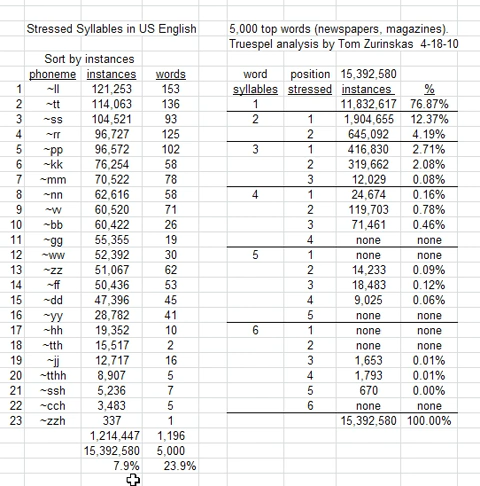 Stressed Syllables in US English 5,000 top words (newspapers, magazines).
Truespel analysis by Tom Zurinskas 4-18-10
Sort by instances
phoneme instances words word position 15,392,580
syllables stressed instances %
1 ~ll 121,253 153
2 ~tt 114,063 136 1 11,832,617 76.87%
3 ~ss 104,521 93 2 1 1,904,655 12.37%
4 ~rr 96,727 125 2 645,092 4.19%
5 ~pp 96,572 102 3 1 416,830 2.71%
6 ~kk 76,254 58 2 319,662 2.08%
7 ~mm 70,522 78 3 12,029 0.08%
8 ~nn 62,616 58 4 1 24,674 0.16%
9 ~vv 60,520 71 2 119,703 0.78%
10 ~bb 60,422 26 3 71,461 0.46%
11 ~gg 55,355 19 4 none none
12 ~ww 52,392 30 5 1 none none
13 ~zz 51,067 62 2 14,233 0.09%
14 ~ff 50,436 53 3 18,483 0.12%
15 ~dd 47,396 45 4 9,025 0.06%
16 ~yy 28,782 41 5 none none
17 ~hh 19,352 10 6 1 none none
18 ~tth 15,517 2 2 none none
19 ~jj 12,717 16 3 1,653 0.01%
20 ~tthh 8,907 5 4 1,793 0.01%
21 ~ssh 5,236 7 5 670 0.00%
22 ~cch 3,483 5 6 none none
23 ~zzh 337 1 15,392,580 100.00%
1,214,447 1,196
15,392,580 5,000
7.9% 23.9%